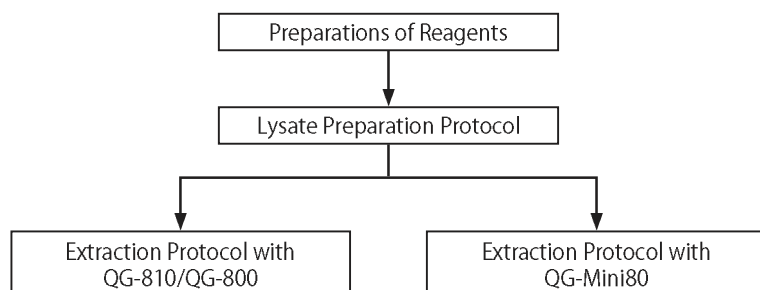 Preparations of Reagents
Lysate Preparation Protocol
Extraction Protocol with
QG-810/QG-800
Extraction Protocol with
QG-Mini80